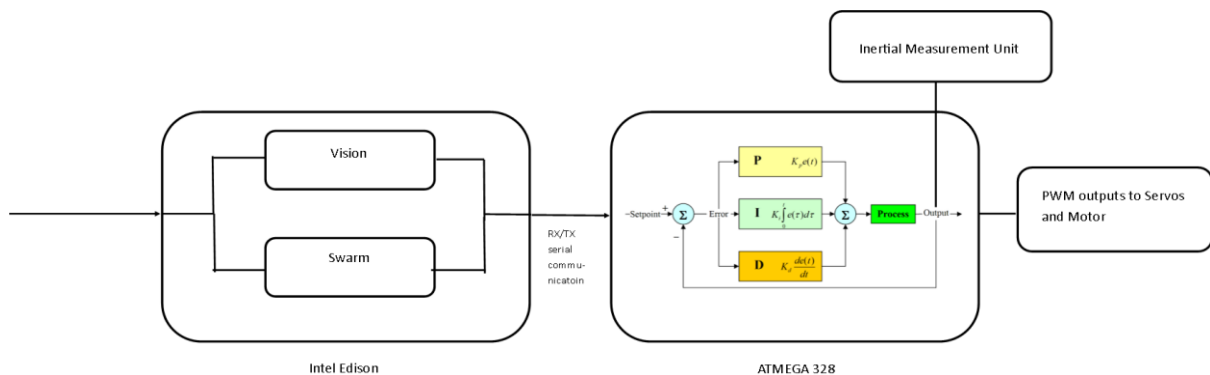 Inertial Measurement Unit
Vision
Swarm
RX/TX
serial
commu-
nicatoin
P K_p e(t)
Setpoint + Σ Error I K_i ∫_0^t e(τ)dτ Σ Process Output
−
D K_d de(t)/dt
PWM outputs to Servos
and Motor
Intel Edison
ATMEGA 328